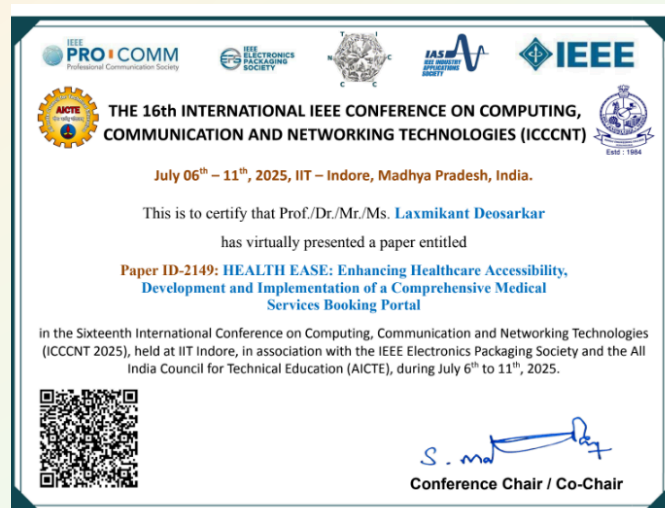 IEEE
PRO COMM
Professional Communication Society
IEEE
ELECTRONICS
PACKAGING
SOCIETY
T I
N C
C C
IAS
IEEE INDUSTRY
APPLICATIONS
SOCIETY
IEEE
AICTE
THE 16th INTERNATIONAL IEEE CONFERENCE ON COMPUTING,
COMMUNICATION AND NETWORKING TECHNOLOGIES (ICCCNT)
Estd : 1984
July 06th – 11th, 2025, IIT – Indore, Madhya Pradesh, India.
This is to certify that Prof./Dr./Mr./Ms. Laxmikant Deosarkar
has virtually presented a paper entitled
Paper ID-2149: HEALTH EASE: Enhancing Healthcare Accessibility,
Development and Implementation of a Comprehensive Medical
Services Booking Portal
in the Sixteenth International Conference on Computing, Communication and Networking Technologies
(ICCCNT 2025), held at IIT Indore, in association with the IEEE Electronics Packaging Society and the All
India Council for Technical Education (AICTE), during July 6th to 11th, 2025.
Conference Chair / Co-Chair